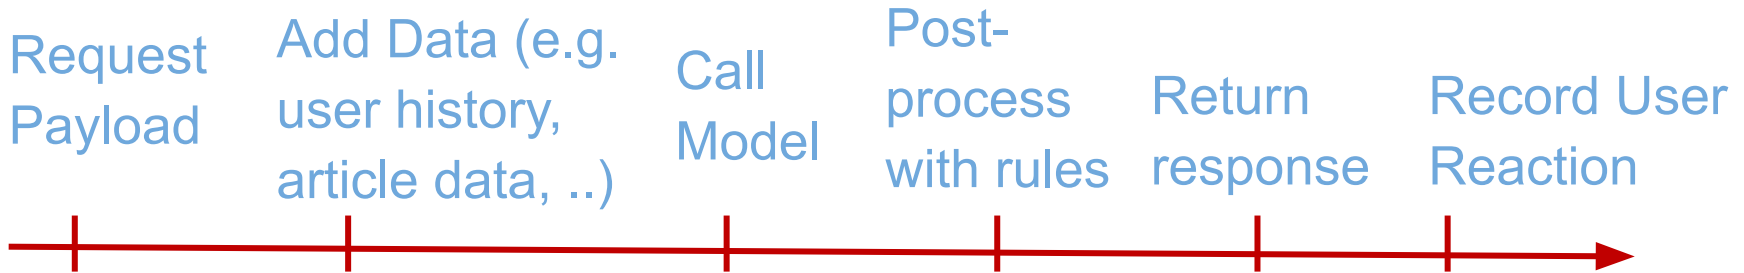 Request
Payload
Add Data (e.g.
user history,
article data, ..)
Call
Model
Post-
process
with rules
Return
response
Record User
Reaction